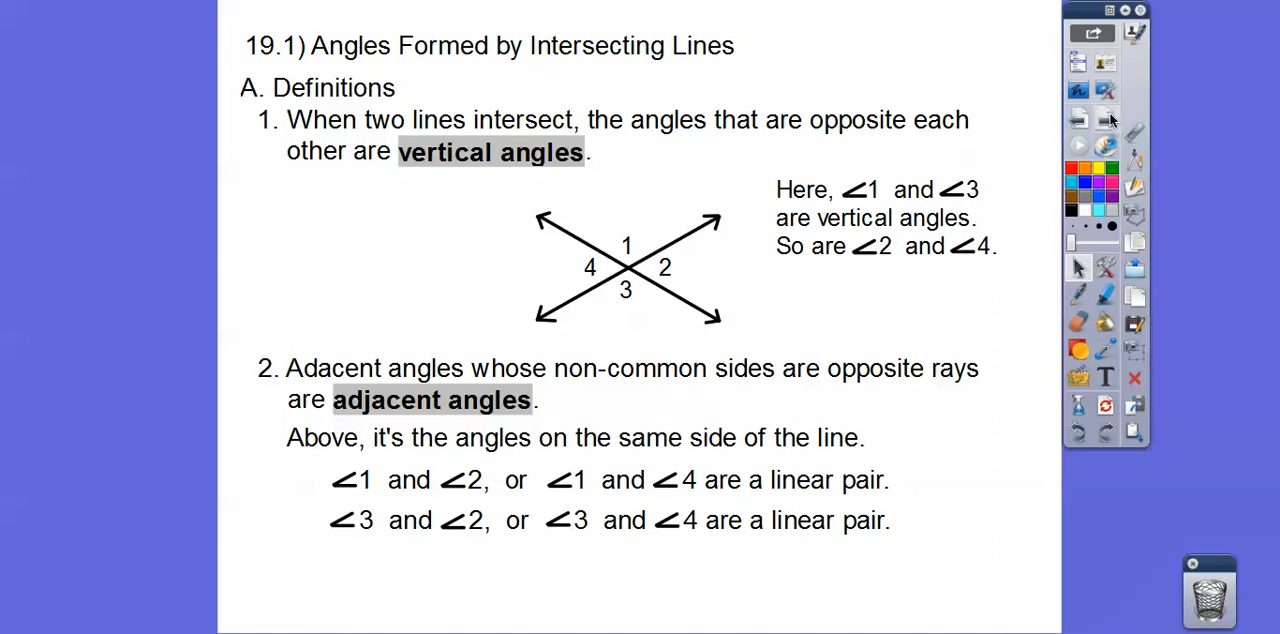 19.1) Angles Formed by Intersecting Lines
A. Definitions
1. When two lines intersect, the angles that are opposite each
other are vertical angles.
Here, ∠1 and ∠3
are vertical angles.
So are ∠2 and ∠4.
1
4 2
3
2. Adacent angles whose non-common sides are opposite rays
are adjacent angles.
Above, it's the angles on the same side of the line.
∠1 and ∠2, or ∠1 and ∠4 are a linear pair.
∠3 and ∠2, or ∠3 and ∠4 are a linear pair.
T